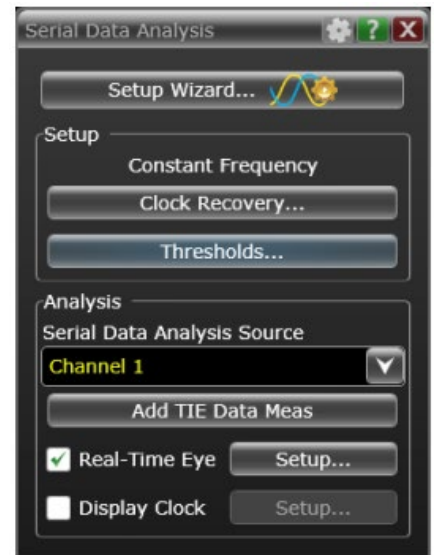 Serial Data Analysis ? X
Setup Wizard...
Setup
Constant Frequency
Clock Recovery...
Thresholds...
Analysis
Serial Data Analysis Source
Channel 1
Add TIE Data Meas
Real-Time Eye Setup...
Display Clock Setup...